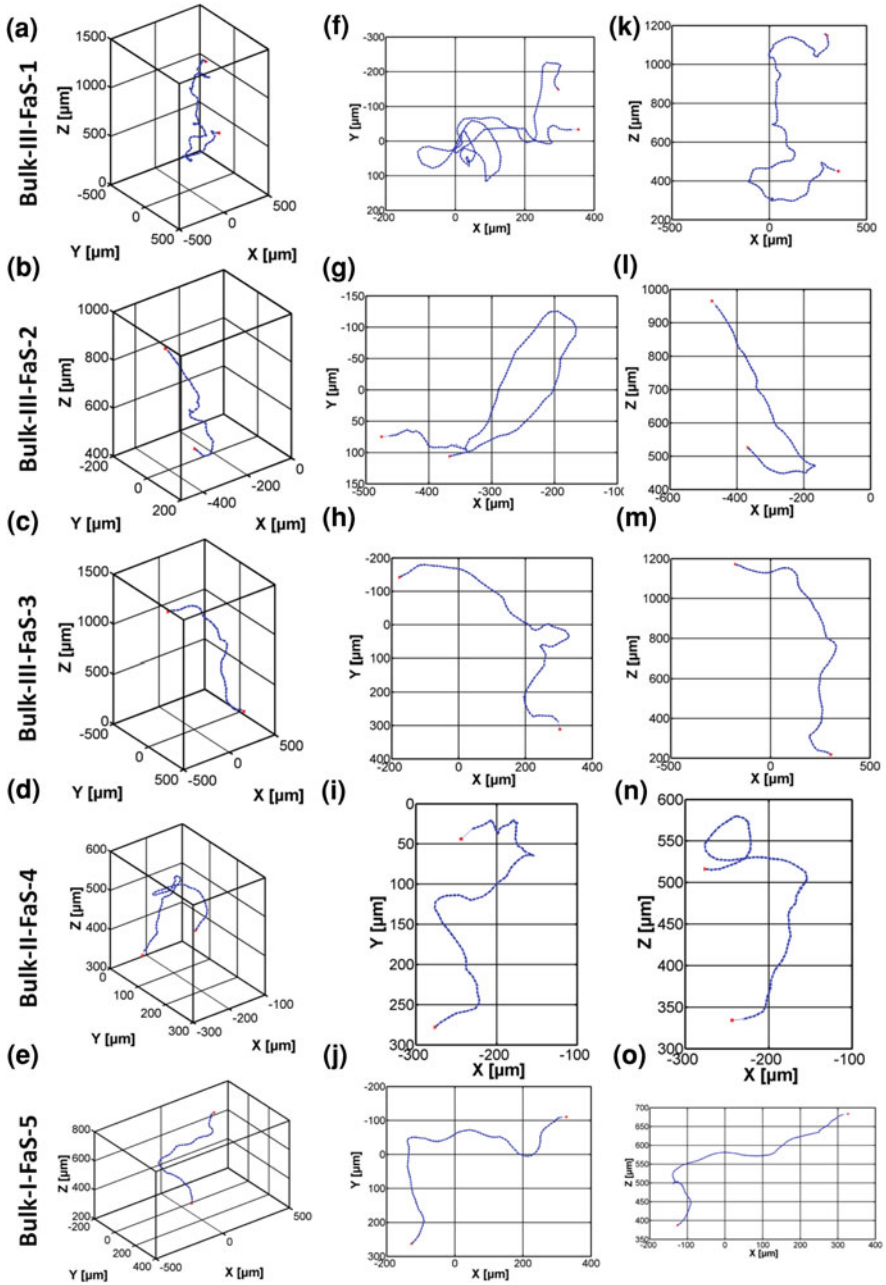 (a)
Bulk-III-FaS-1
Z [µm]
1500
1000
500
0
-500
0
500
-500
0
500
Y [µm]
X [µm]
(f)
Y [µm]
-300
-200
-100
0
100
200
-200
0
200
400
X [µm]
(k)
Z [µm]
1200
1000
800
600
400
200
-500
0
500
X [µm]
(b)
Bulk-III-FaS-2
Z [µm]
1000
800
600
400
-200
0
200
-400
-200
0
Y [µm]
X [µm]
(g)
Y [µm]
-150
-100
-50
0
50
100
150
-500
-400
-300
-200
-100
X [µm]
(l)
Z [µm]
1000
900
800
700
600
500
400
-600
-400
-200
0
X [µm]
(c)
Bulk-III-FaS-3
Z [µm]
1500
1000
500
0
-500
0
500
-500
0
500
Y [µm]
X [µm]
(h)
Y [µm]
-200
-100
0
100
200
300
400
-200
0
200
400
X [µm]
(m)
Z [µm]
1200
1000
800
600
400
200
-500
0
500
X [µm]
(d)
Bulk-II-FaS-4
Z [µm]
600
500
400
300
0
100
200
300
-300
-200
-100
Y [µm]
X [µm]
(i)
Y [µm]
0
50
100
150
200
250
300
-300
-200
-100
X [µm]
(n)
Z [µm]
600
550
500
450
400
350
300
-300
-200
-100
X [µm]
(e)
Bulk-I-FaS-5
Z [µm]
800
600
400
200
-200
0
200
400
-500
0
500
Y [µm]
X [µm]
(j)
Y [µm]
-200
-100
0
100
200
300
-200
0
200
400
X [µm]
(o)
Z [µm]
700
650
600
550
500
450
400
350
-200
-100
0
100
200
300
400
X [µm]